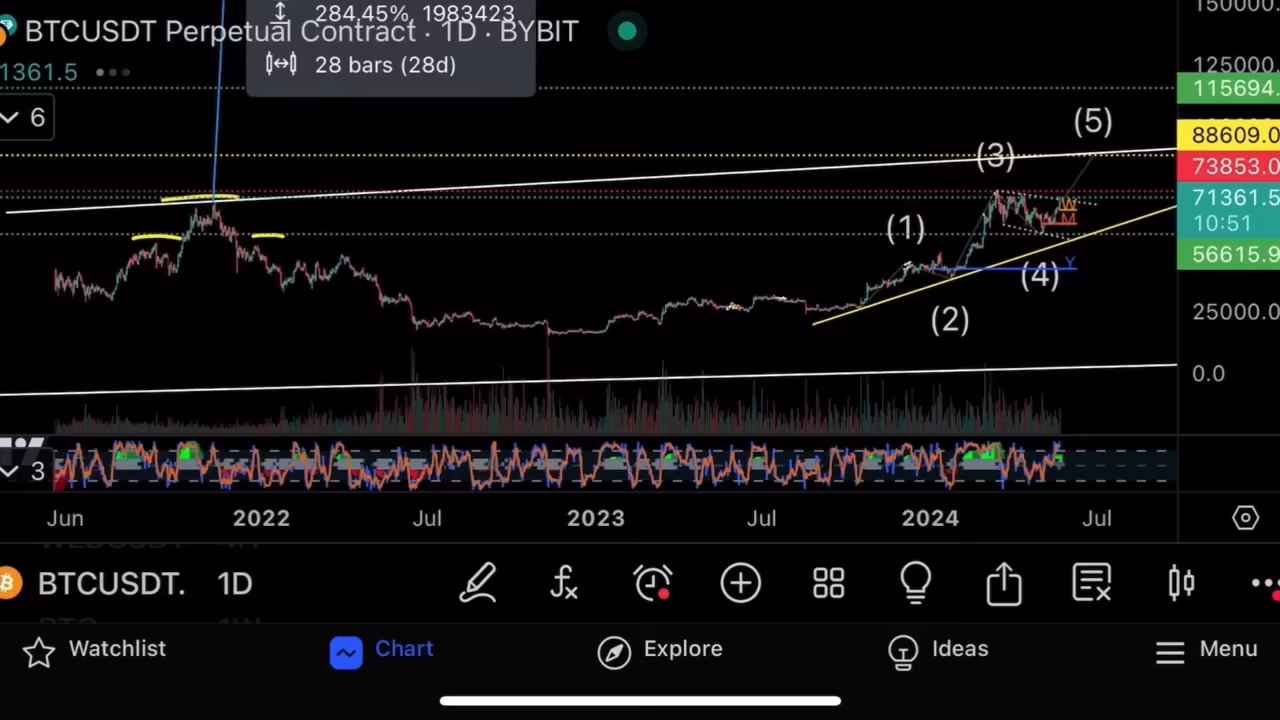 284.45%, 1983423
BTCUSDT Perpetual Contract · 1D · BYBIT
28 bars (28d)
1361.5
6
150000.
125000.
115694.
88609.0
73853.0
71361.5
10:51
56615.9
25000.0
0.0
(1)
(2)
(3)
(4)
(5)
W
M
Y
3
Jun 2022 Jul 2023 Jul 2024 Jul
BTCUSDT. 1D
Watchlist Chart Explore Ideas Menu